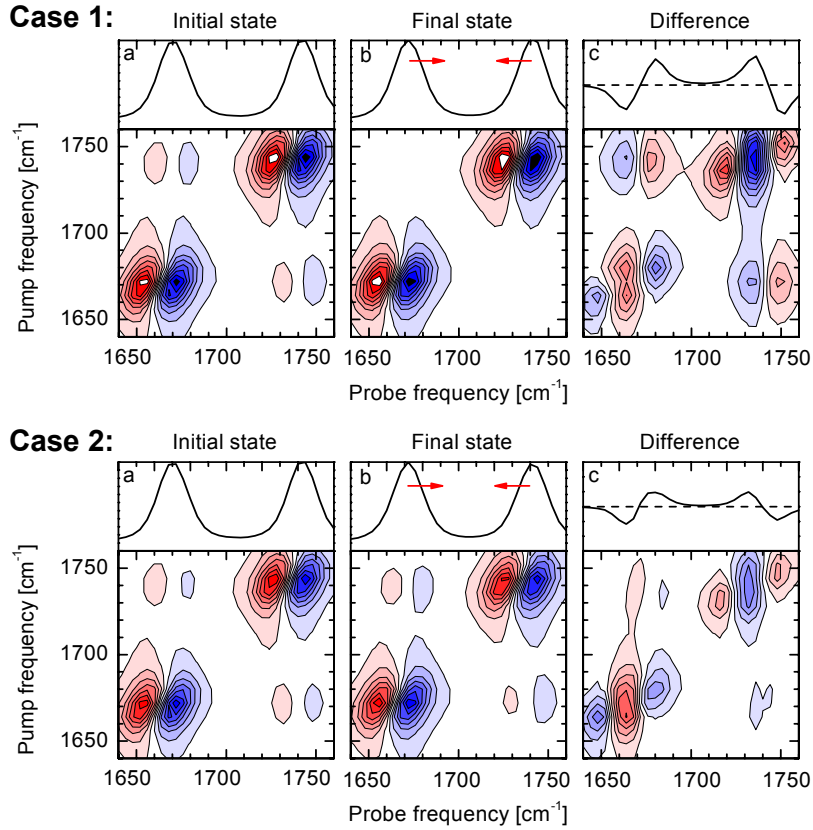 Case 1:
Initial state
Final state
Difference
a
b
c
1750
1700
1650
Pump frequency [cm-1]
1650
1700
1750
1650
1700
1750
1650
1700
1750
Probe frequency [cm-1]
Case 2:
Initial state
Final state
Difference
a
b
c
1750
1700
1650
Pump frequency [cm-1]
1650
1700
1750
1650
1700
1750
1650
1700
1750
Probe frequency [cm-1]